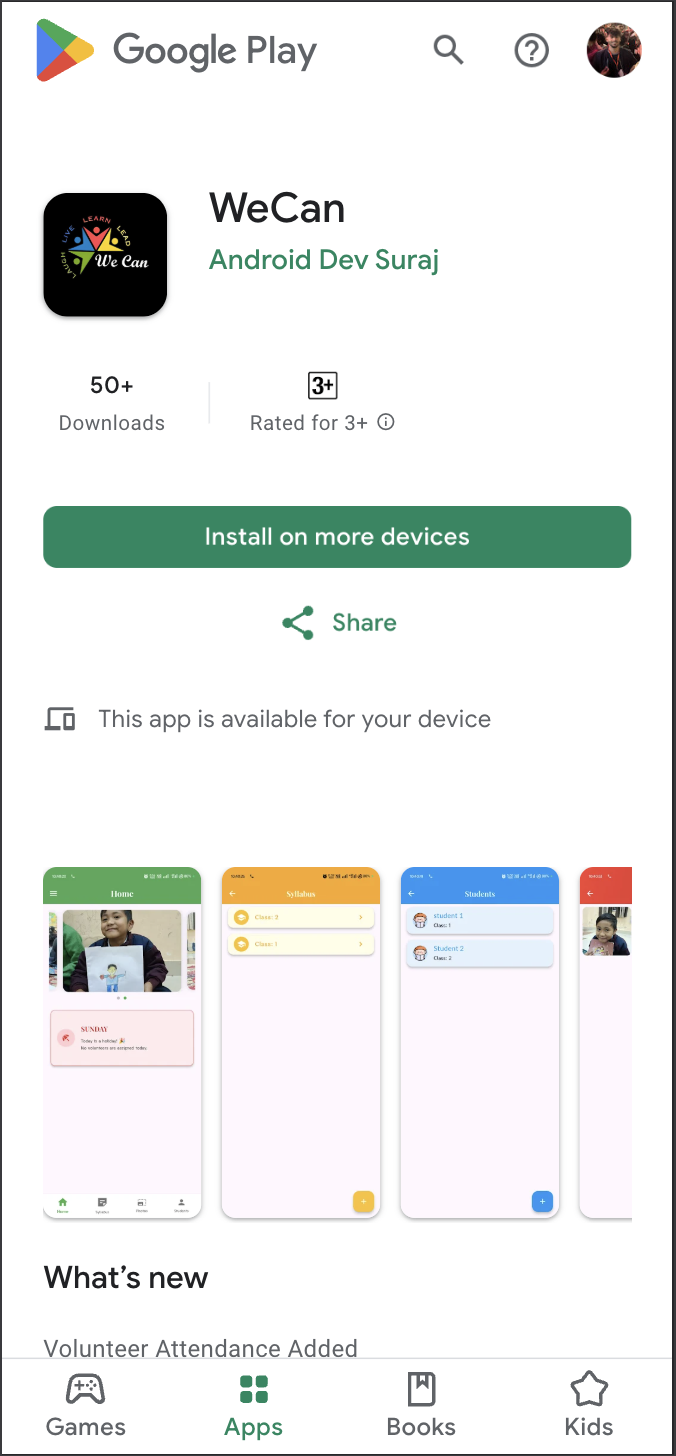 Google Play
WeCan
Android Dev Suraj
LAUGH LIVE LEARN LEAD
We Can
50+
3+
Downloads
Rated for 3+
Install on more devices
Share
This app is available for your device
Home
SUNDAY
Today is a holiday!
No volunteers are assigned today.
Home
Syllabus
Photos
Students
Syllabus
Class: 2
Class: 1
Students
student 1
Class: 1
Student 2
Class: 2
What's new
Volunteer Attendance Added
Games
Apps
Books
Kids